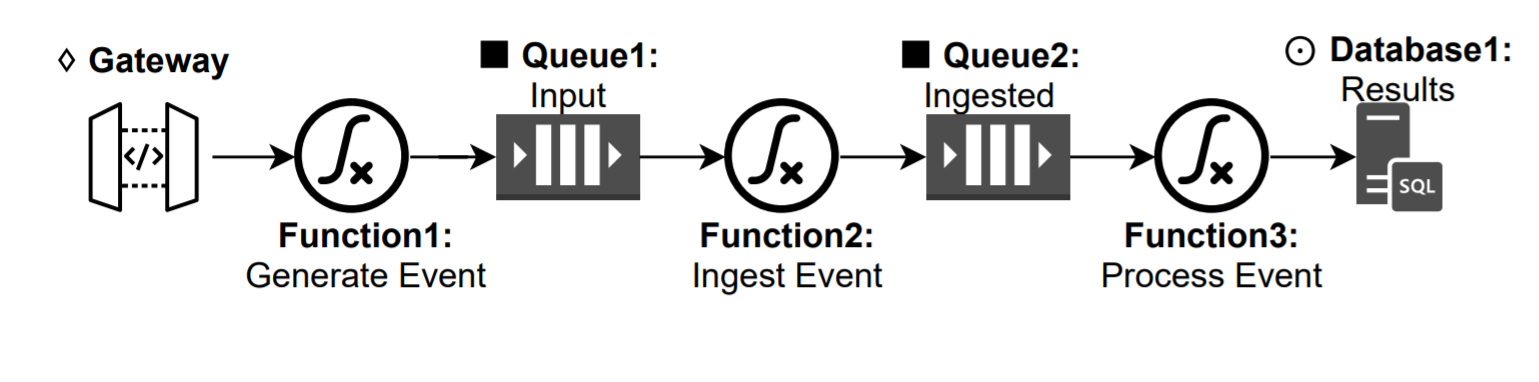 ◊ Gateway
■ Queue1:
Input
■ Queue2:
Ingested
⊙ Database1:
Results
</>
SQL
Function1:
Generate Event
Function2:
Ingest Event
Function3:
Process Event